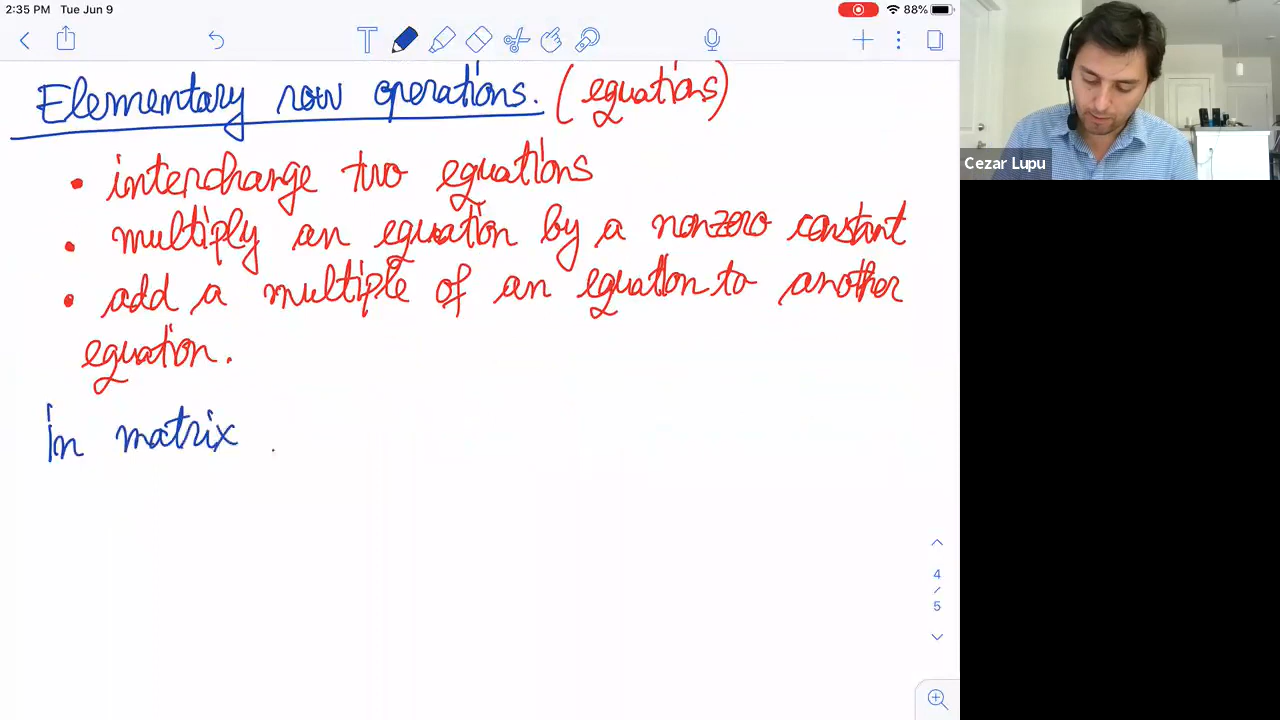 2:35 PM Tue Jun 9
88%
Elementary row operations. (equations)
• interchange two equations
• multiply an equation by a nonzero constant
• add a multiple of an equation to another
equation.
In matrix
4
/
5
Cezar Lupu